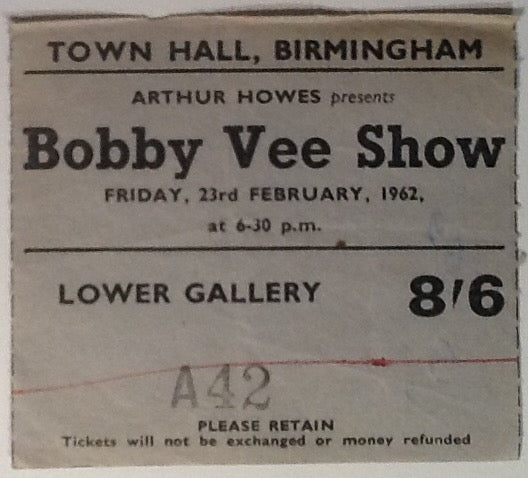 TOWN HALL, BIRMINGHAM
ARTHUR HOWES presents
Bobby Vee Show
FRIDAY, 23rd FEBRUARY, 1962,
at 6-30 p.m.
LOWER GALLERY 8'6
A42
PLEASE RETAIN
Tickets will not be exchanged or money refunded